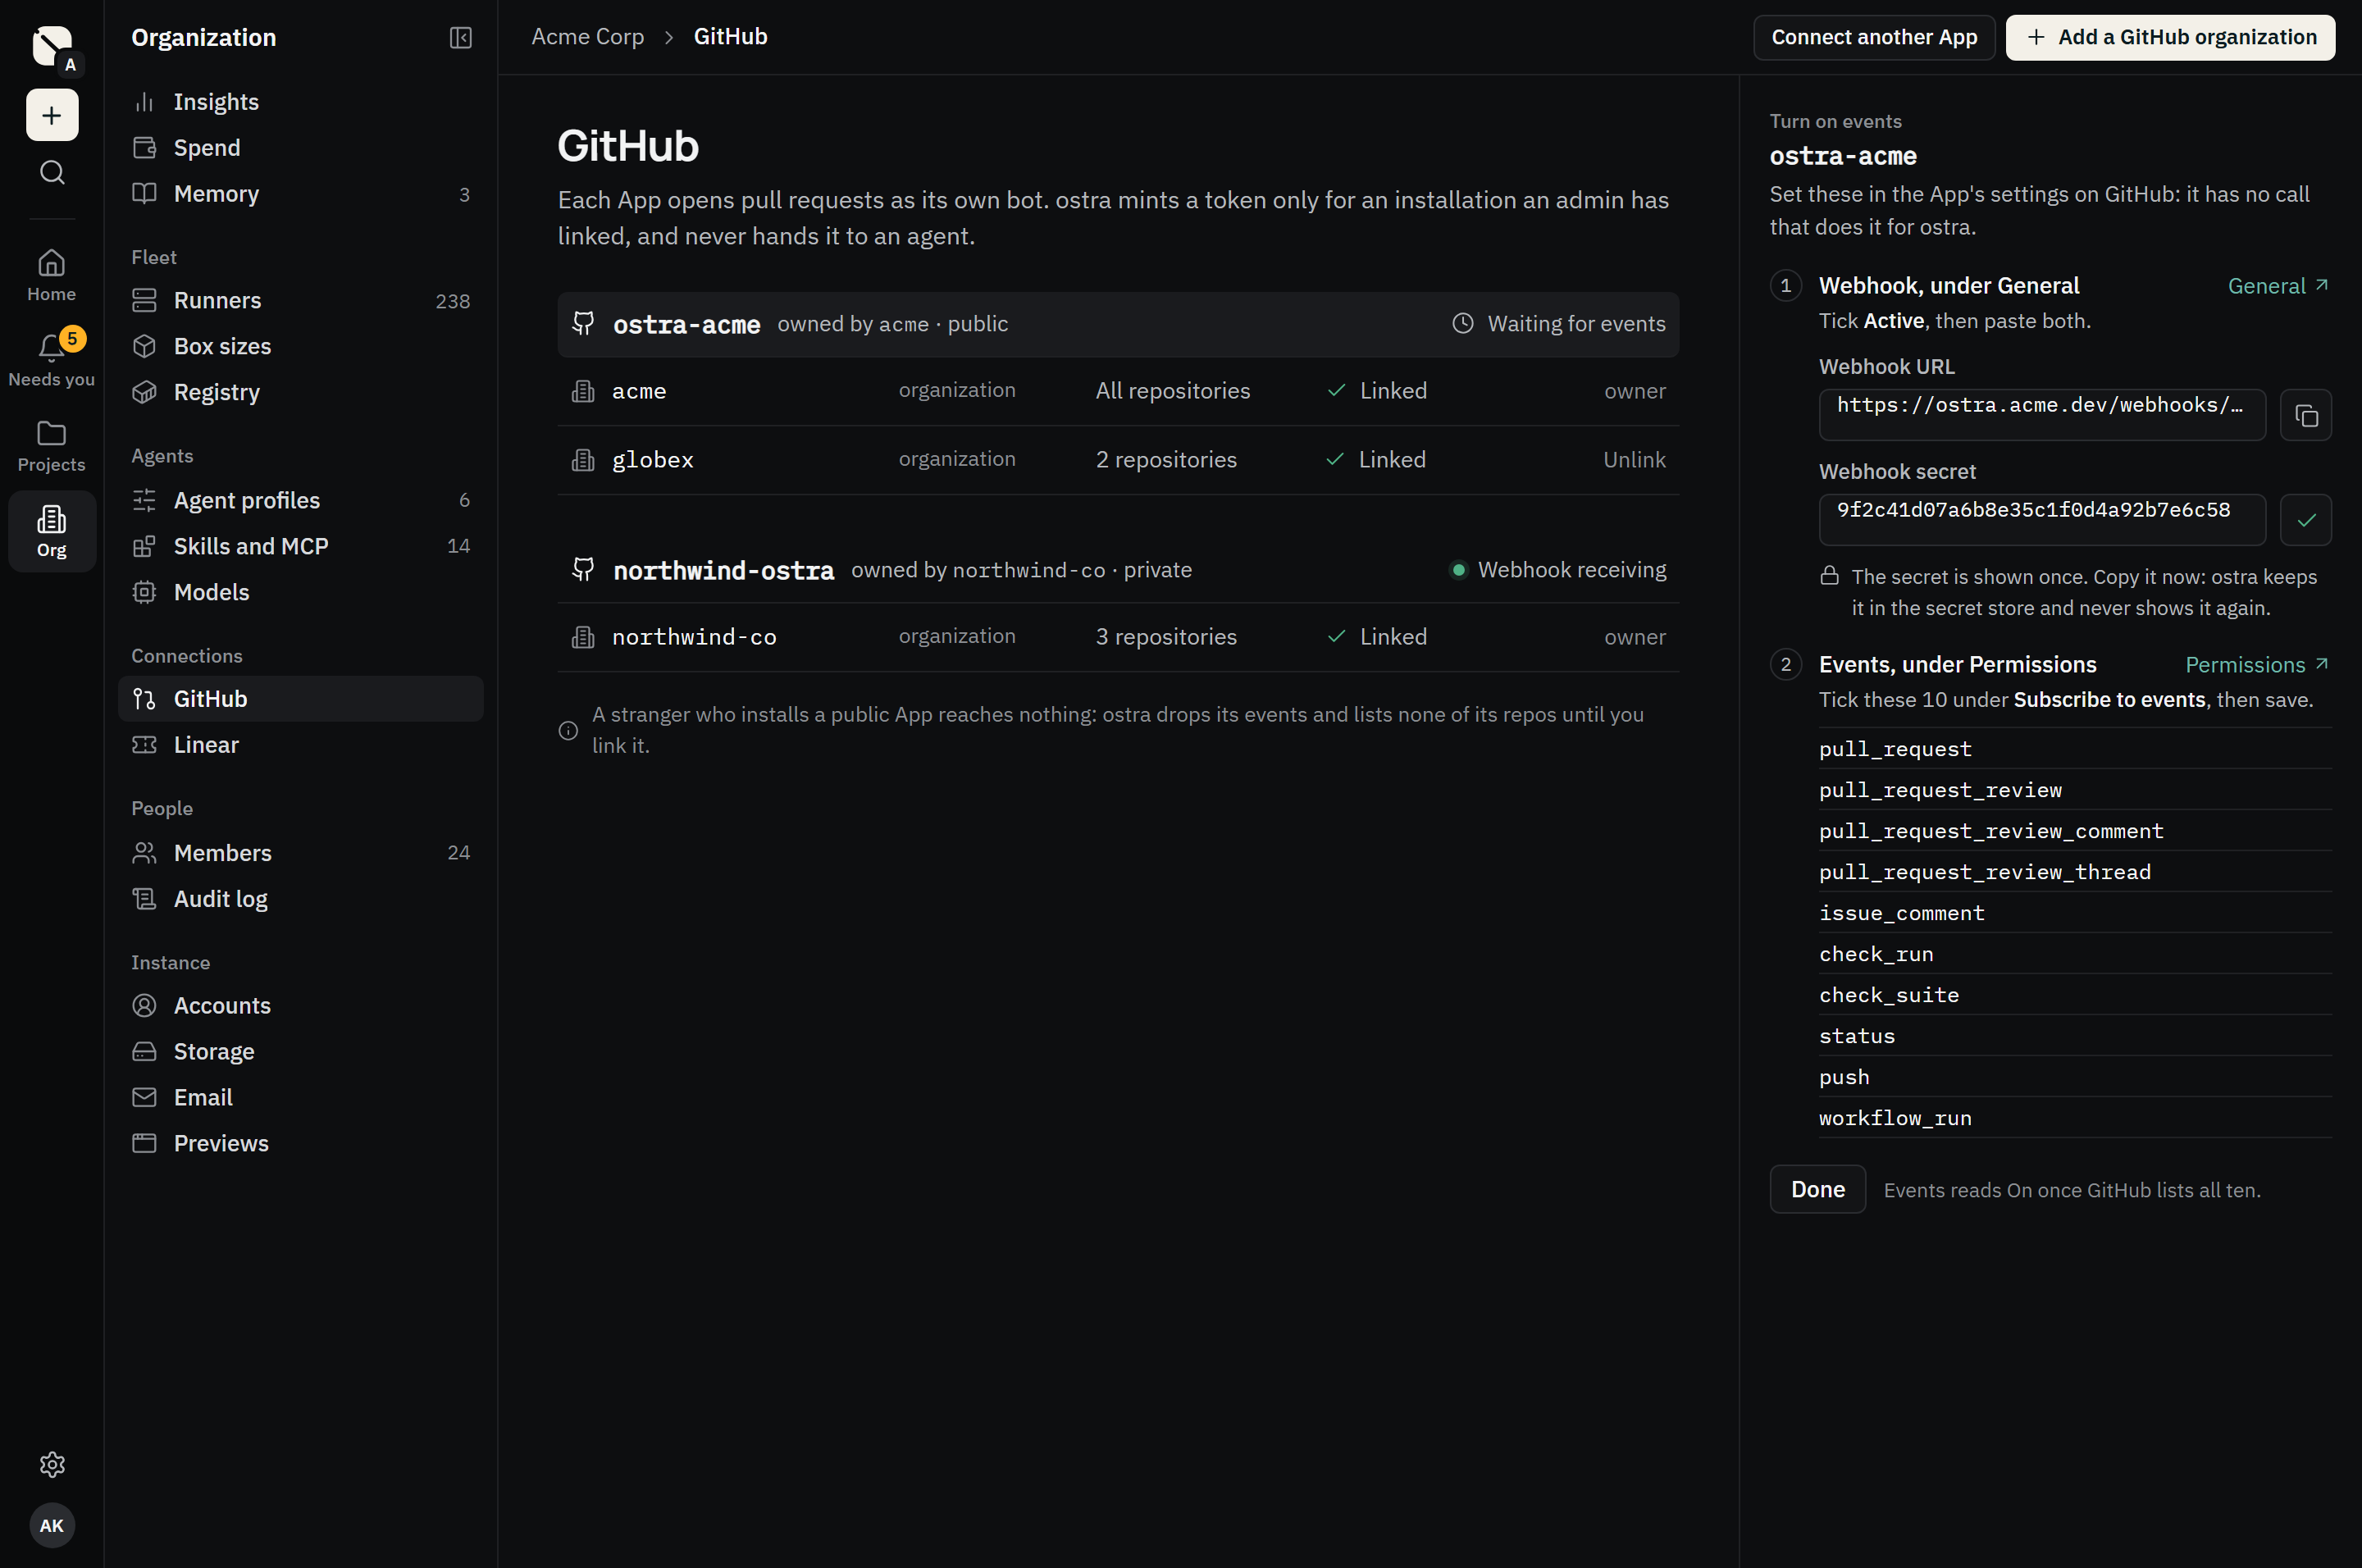 A
Organization
Insights
Spend
Memory 3
Fleet
Runners 238
Box sizes
Registry
Agents
Agent profiles 6
Skills and MCP 14
Models
Connections
GitHub
Linear
People
Members 24
Audit log
Instance
Accounts
Storage
Email
Previews
Home
5
Needs you
Projects
Org
AK
Acme Corp > GitHub
Connect another App
+ Add a GitHub organization
GitHub
Each App opens pull requests as its own bot. ostra mints a token only for an installation an admin has
linked, and never hands it to an agent.
ostra-acme owned by acme · public Waiting for events
acme organization All repositories Linked owner
globex organization 2 repositories Linked Unlink
northwind-ostra owned by northwind-co · private Webhook receiving
northwind-co organization 3 repositories Linked owner
A stranger who installs a public App reaches nothing: ostra drops its events and lists none of its repos until you
link it.
Turn on events
ostra-acme
Set these in the App's settings on GitHub: it has no call
that does it for ostra.
1 Webhook, under General General
Tick Active, then paste both.
Webhook URL
https://ostra.acme.dev/webhooks/…
Webhook secret
9f2c41d07a6b8e35c1f0d4a92b7e6c58
The secret is shown once. Copy it now: ostra keeps
it in the secret store and never shows it again.
2 Events, under Permissions Permissions
Tick these 10 under Subscribe to events, then save.
pull_request
pull_request_review
pull_request_review_comment
pull_request_review_thread
issue_comment
check_run
check_suite
status
push
workflow_run
Done Events reads On once GitHub lists all ten.